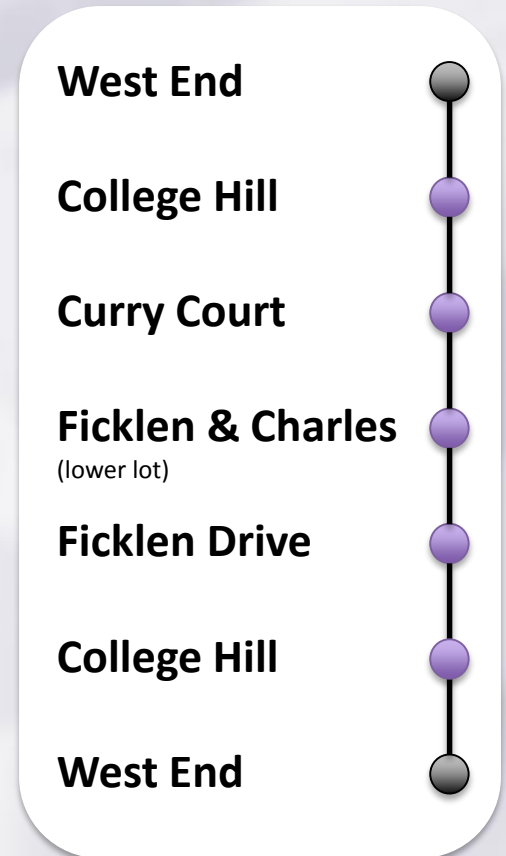 West End
College Hill
Curry Court
Ficklen & Charles
(lower lot)
Ficklen Drive
College Hill
West End